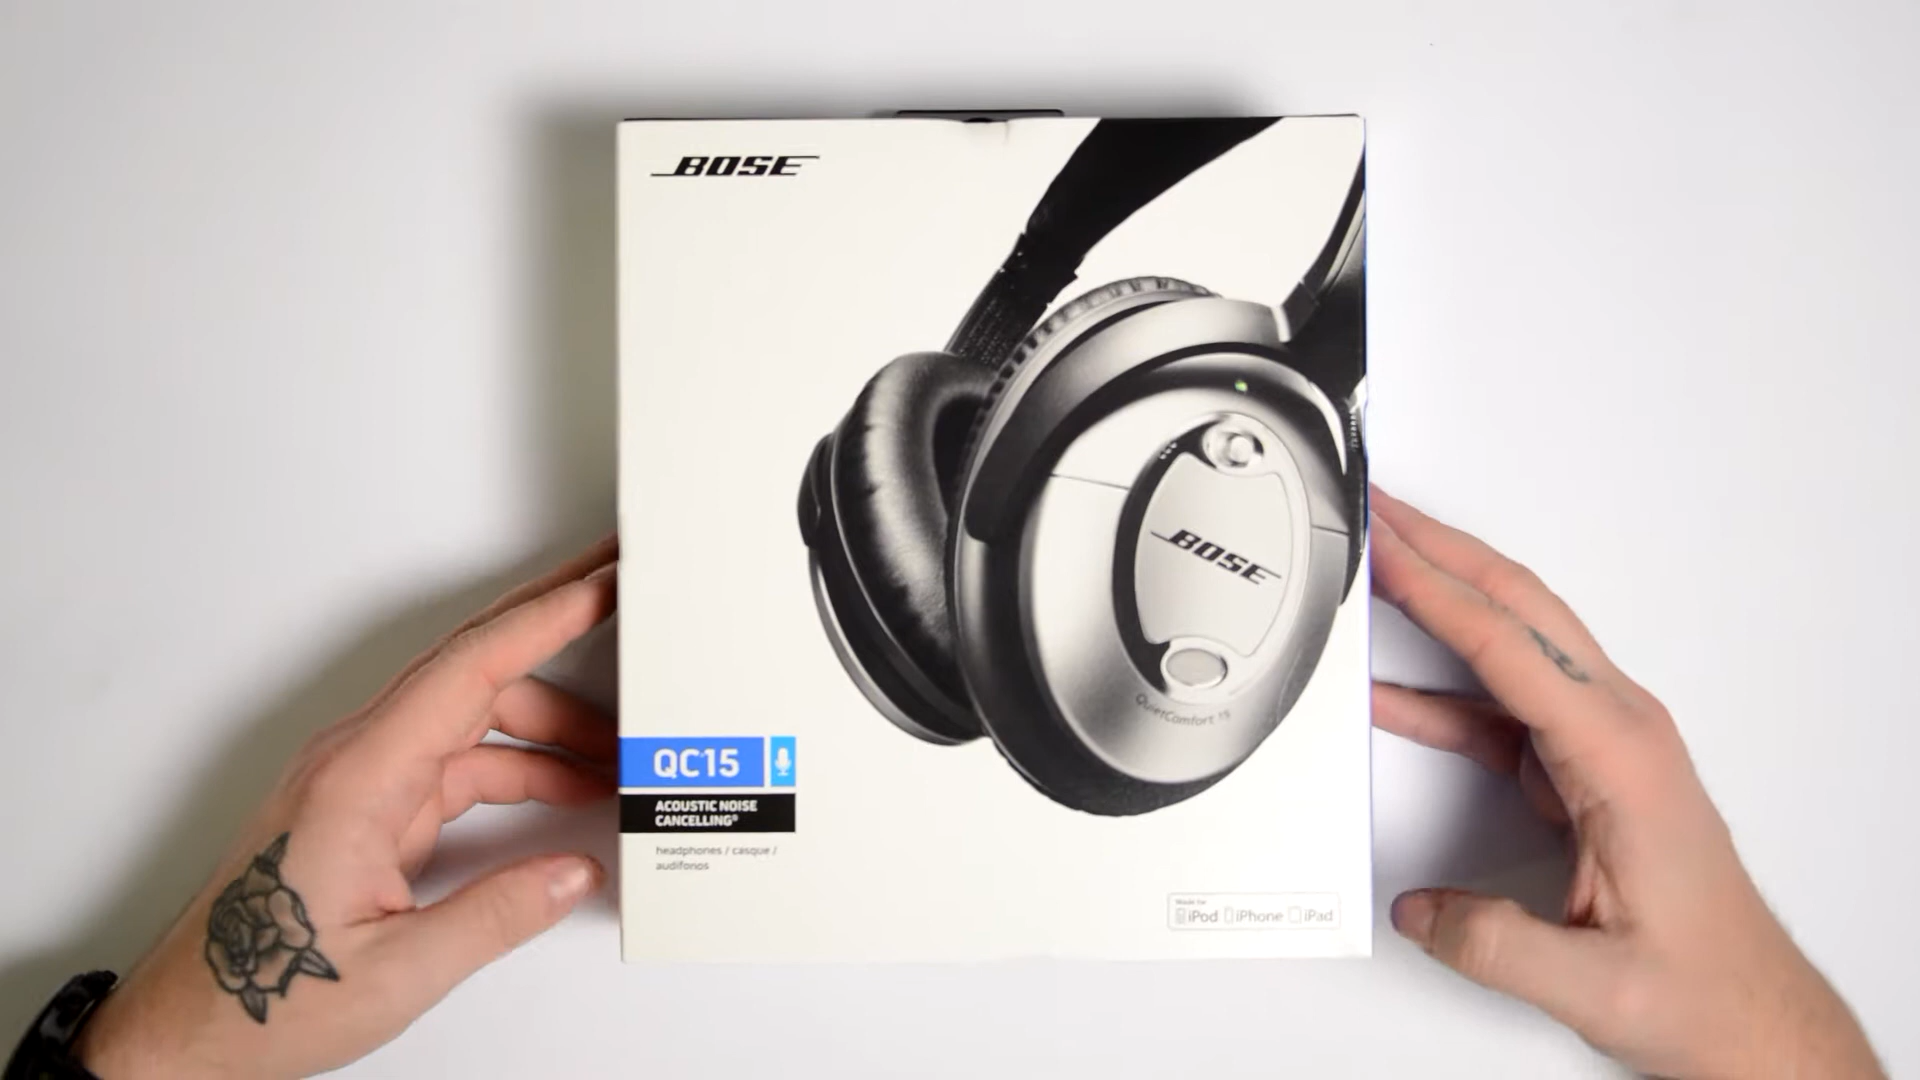 BOSE
BOSE
QuietComfort 15
QC15
ACOUSTIC NOISE
CANCELLING®
headphones / casque /
audífonos
Made for
iPod iPhone iPad